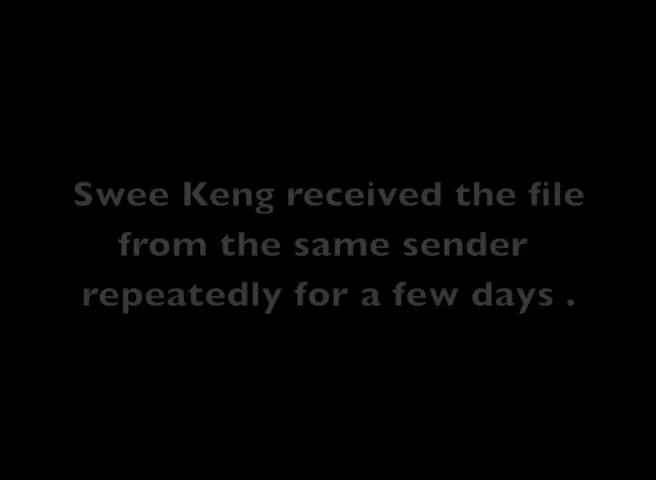 Swee Keng received the file
from the same sender
repeatedly for a few days .